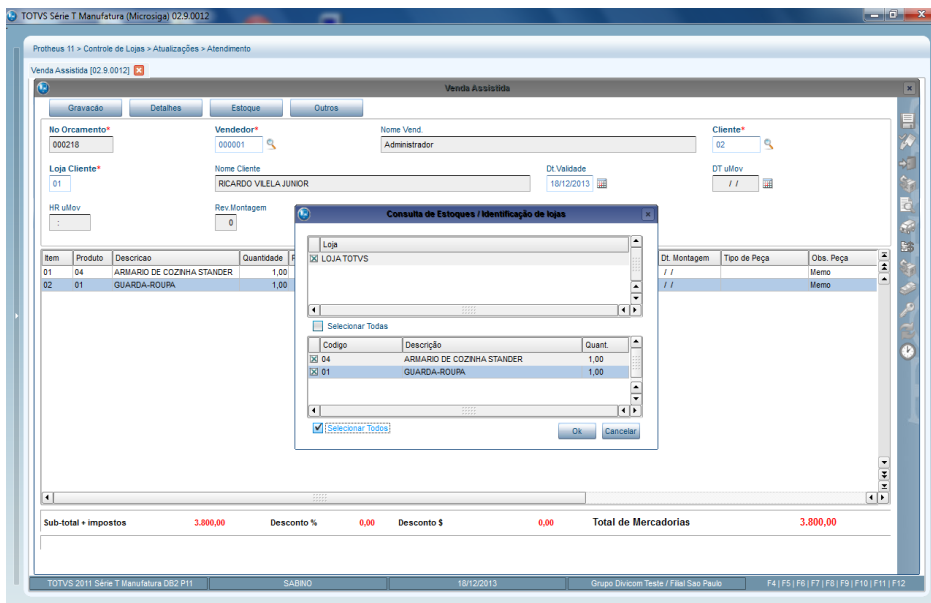 TOTVS Série T Manufatura (Microsiga) 02.9.0012
Protheus 11 > Controle de Lojas > Atualizações > Atendimento
Venda Assistida [02.9.0012]
Venda Assistida
Gravacão Detalhes Estoque Outros
No Orcamento* Vendedor* Nome Vend. Cliente*
000218 000001 Administrador 02
Loja Cliente* Nome Cliente Dt.Validade DT uMov
01 RICARDO VILELA JUNIOR 18/12/2013 / /
HR uMov Rev.Montagem
: 0
Consulta de Estoques / Identificação de lojas
Loja
LOJA TOTVS
Selecionar Todas
Codigo Descrição Quant.
04 ARMARIO DE COZINHA STANDER 1,00
01 GUARDA-ROUPA 1,00
Selecionar Todos
Ok Cancelar
Item Produto Descricao Quantidade Dt. Montagem Tipo de Peça Obs. Peça
01 04 ARMARIO DE COZINHA STANDER 1,00 / / Memo
02 01 GUARDA-ROUPA 1,00 / / Memo
Sub-total + impostos 3.800,00 Desconto % 0,00 Desconto $ 0,00 Total de Mercadorias 3.800,00
TOTVS 2011 Série T Manufatura DB2 P11 SABINO 18/12/2013 Grupo Divicom Teste / Filial Sao Paulo F4 | F5 | F6 | F7 | F8 | F9 | F10 | F11 | F12